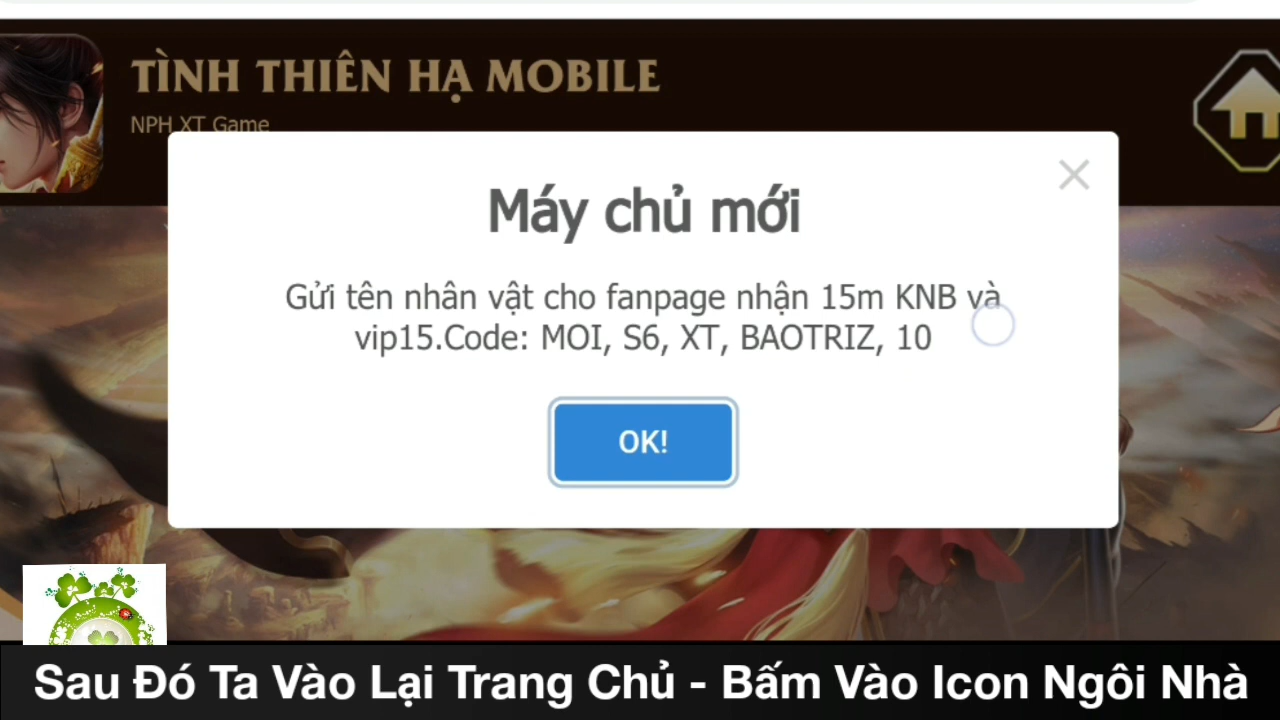 TÌNH THIÊN HẠ MOBILE
NPH XT Game
Máy chủ mới
Gửi tên nhân vật cho fanpage nhận 15m KNB và
vip15.Code: MOI, S6, XT, BAOTRIZ, 10
OK!
Sau Đó Ta Vào Lại Trang Chủ - Bấm Vào Icon Ngôi Nhà